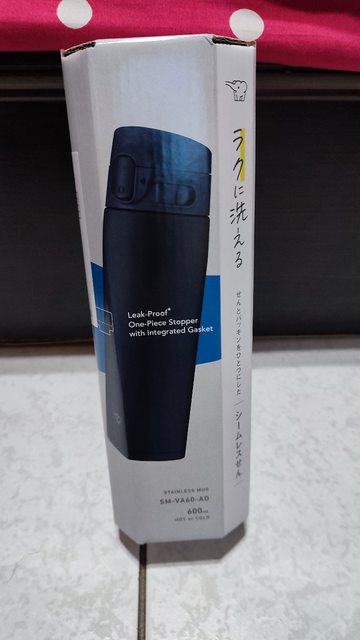 ラクに洗える
せんとパッキンをひとつにした
シームレスせん
Leak-Proof*
One-Piece Stopper
with Integrated Gasket
STAINLESS MUG
SM-VA60-AD
600mL
HOT or COLD